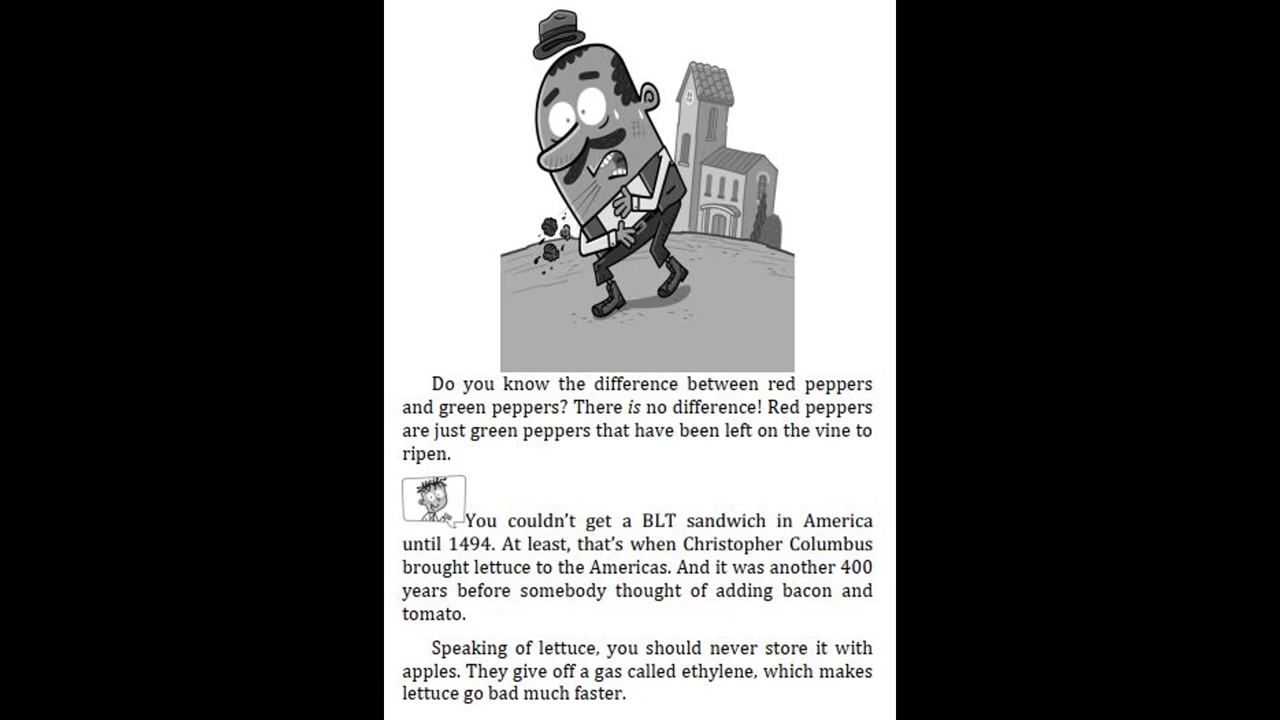 Do you know the difference between red peppers
and green peppers? There is no difference! Red peppers
are just green peppers that have been left on the vine to
ripen.
You couldn’t get a BLT sandwich in America
until 1494. At least, that’s when Christopher Columbus
brought lettuce to the Americas. And it was another 400
years before somebody thought of adding bacon and
tomato.
Speaking of lettuce, you should never store it with
apples. They give off a gas called ethylene, which makes
lettuce go bad much faster.